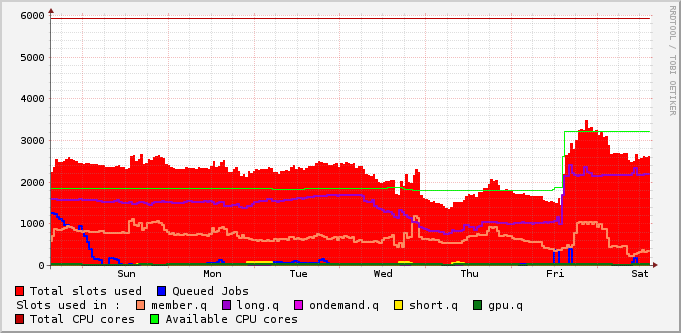 6000
5000
4000
3000
2000
1000
0
Sun Mon Tue Wed Thu Fri Sat
Total slots used Queued Jobs
Slots used in : member.q long.q ondemand.q short.q gpu.q
Total CPU cores Available CPU cores
RRDTOOL / TOBI OETIKER